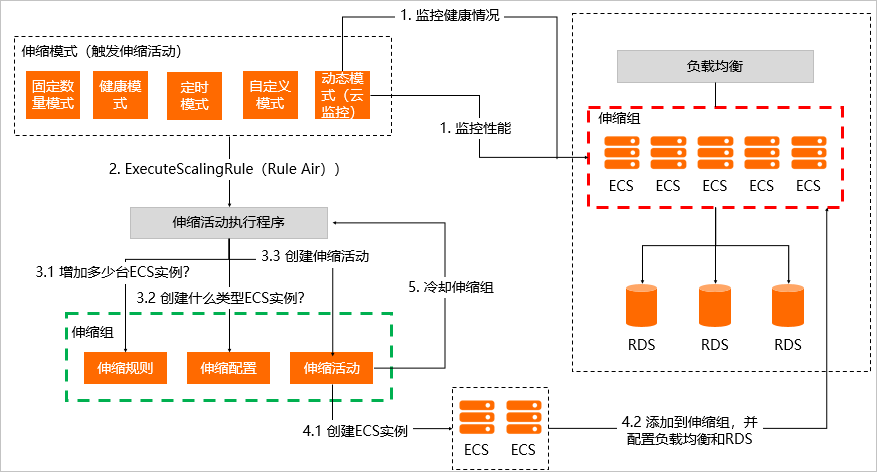 1. 监控健康情况
伸缩模式（触发伸缩活动）
固定数
量模式
健康模
式
定时
模式
自定义
模式
动态模
式（云
监控）
1. 监控性能
负载均衡
伸缩组
ECS
ECS
ECS
ECS
ECS
2. ExecuteScalingRule（Rule Air））
伸缩活动执行程序
3.1 增加多少台ECS实例？
3.3 创建伸缩活动
3.2 创建什么类型ECS实例？
5. 冷却伸缩组
RDS
RDS
RDS
伸缩组
伸缩规则
伸缩配置
伸缩活动
4.1 创建ECS实例
ECS
ECS
4.2 添加到伸缩组，并
配置负载均衡和RDS